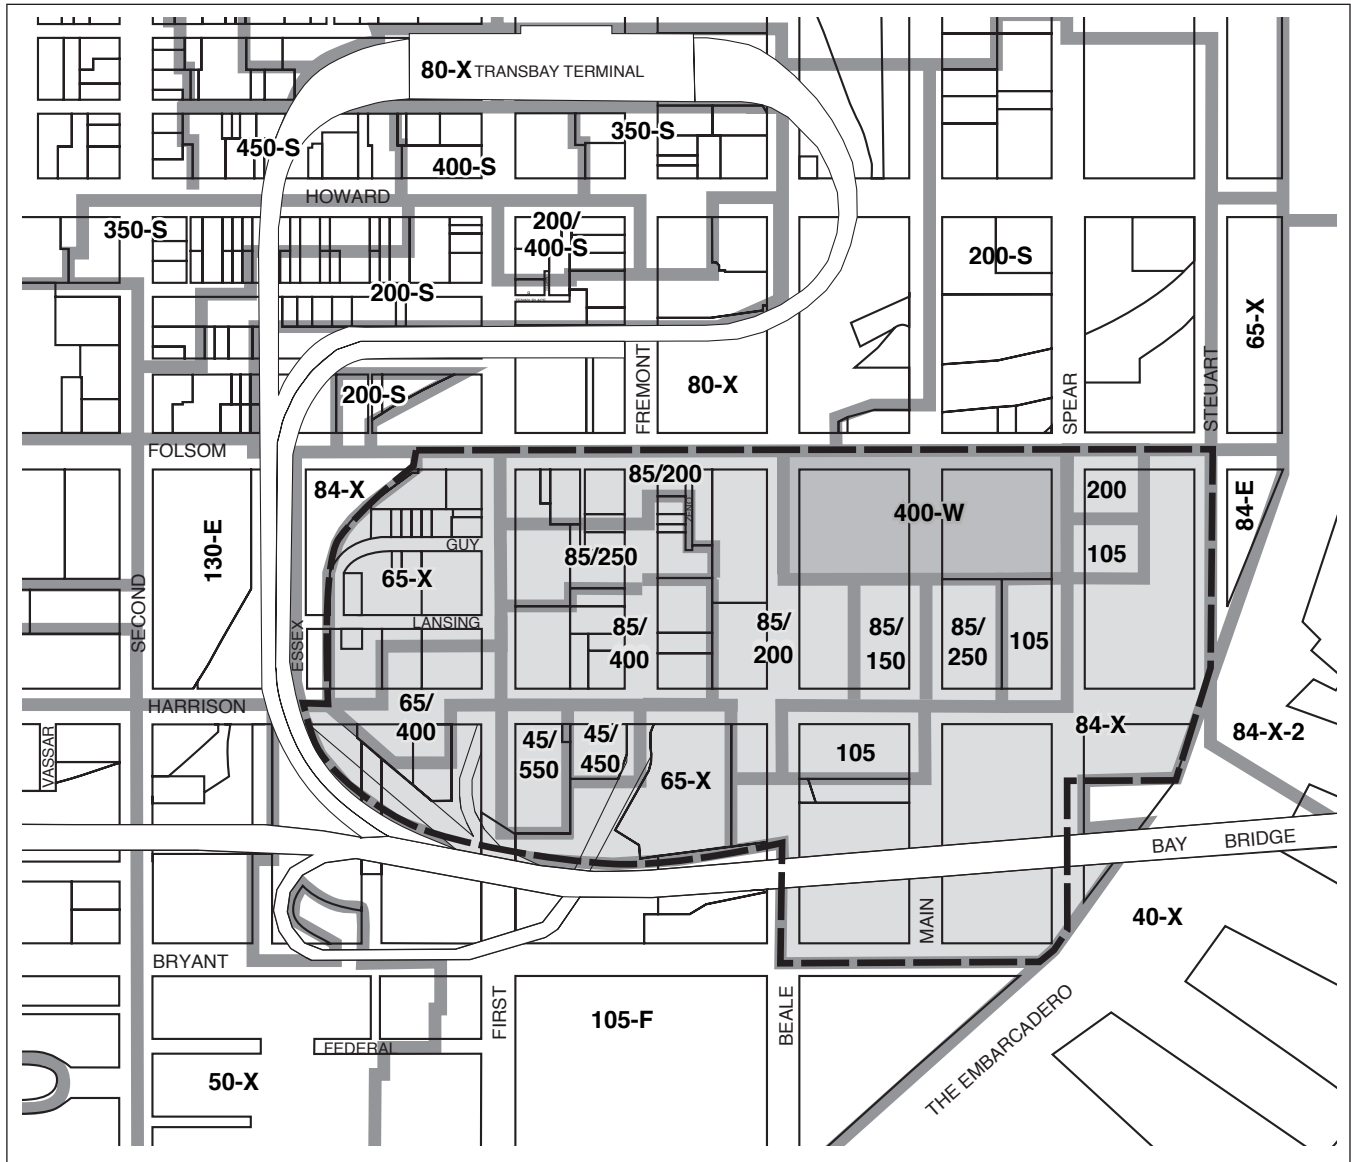 80-X TRANSBAY TERMINAL
450-S
400-S
350-S
HOWARD
350-S
200/
400-S
200-S
200-S
65-X
200-S
FREMONT
80-X
SPEAR
STEUART
FOLSOM
84-X
85/200
400-W
200
84-E
130-E
GUY
65-X
85/250
105
SECOND
ESSEX
LANSING
85/
400
85/
200
85/
150
85/
250
105
HARRISON
65/
400
VASSAR
45/
550
45/
450
65-X
105
84-X
84-X-2
BAY BRIDGE
MAIN
40-X
BRYANT
FIRST
105-F
BEALE
THE EMBARCADERO
FEDERAL
50-X